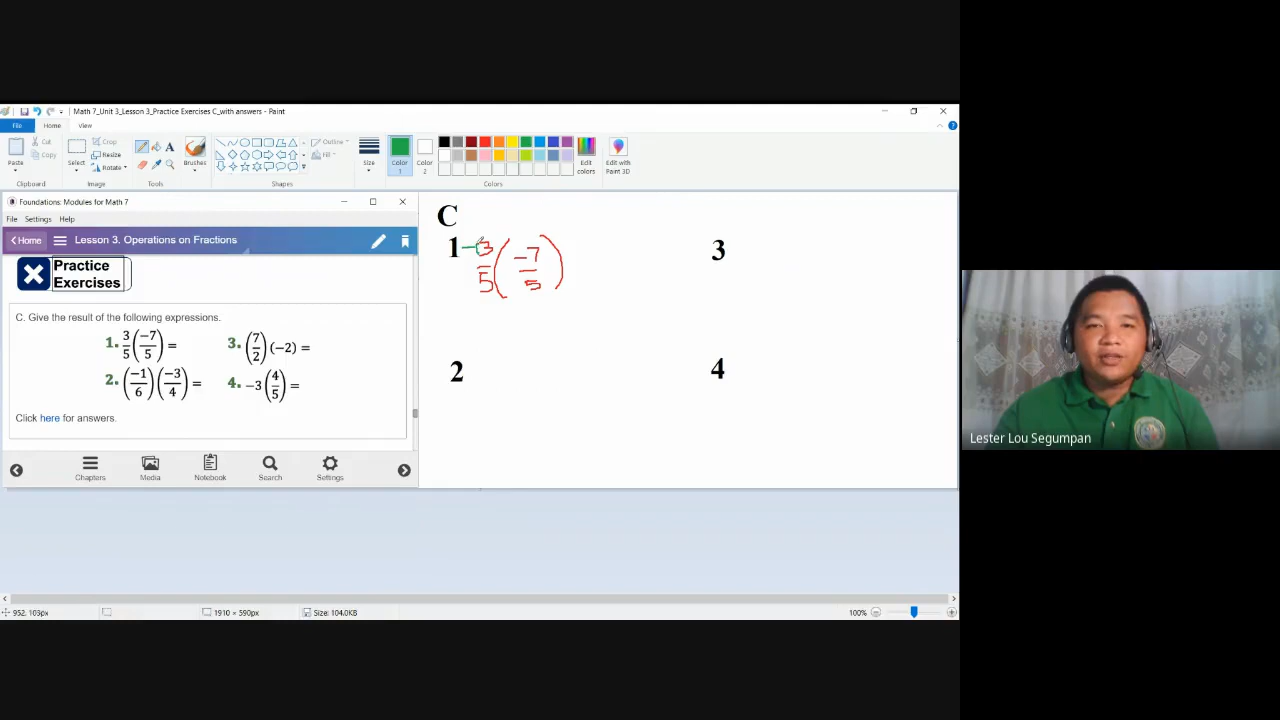 Math 7_Unit 3_Lesson 3_Practice Exercises C_with answers - Paint
File Home View
Paste Cut Copy Select Crop Resize Rotate Brushes Outline Fill Size Color 1 Color 2 Edit colors Edit with Paint 3D
Clipboard Image Tools Shapes Colors
Foundations: Modules for Math 7
File Settings Help
Home Lesson 3. Operations on Fractions
Practice
Exercises
C. Give the result of the following expressions.
1. 3/5 (-7/5) = 3. (7/2) (-2) =
2. (-1/6) (-3/4) = 4. -3 (4/5) =
Click here for answers.
Chapters Media Notebook Search Settings
C
1 3/5 (-7/5) 3
2 4
Lester Lou Segumpan
952, 103px 1910 × 590px Size: 104.0KB 100%